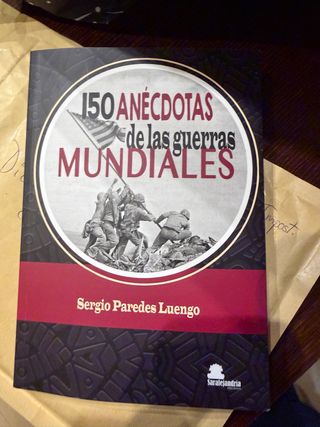 150 ANÉCDOTAS
de las guerras
MUNDIALES
Sergio Paredes Luengo
Saralejandría